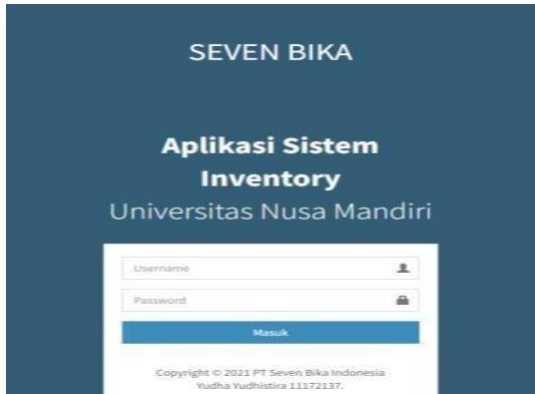 SEVEN BIKA
Aplikasi Sistem
Inventory
Universitas Nusa Mandiri
Username
Password
Masuk
Copyright © 2021 PT Seven Bika Indonesia
Yudha Yudhistira 11172137.